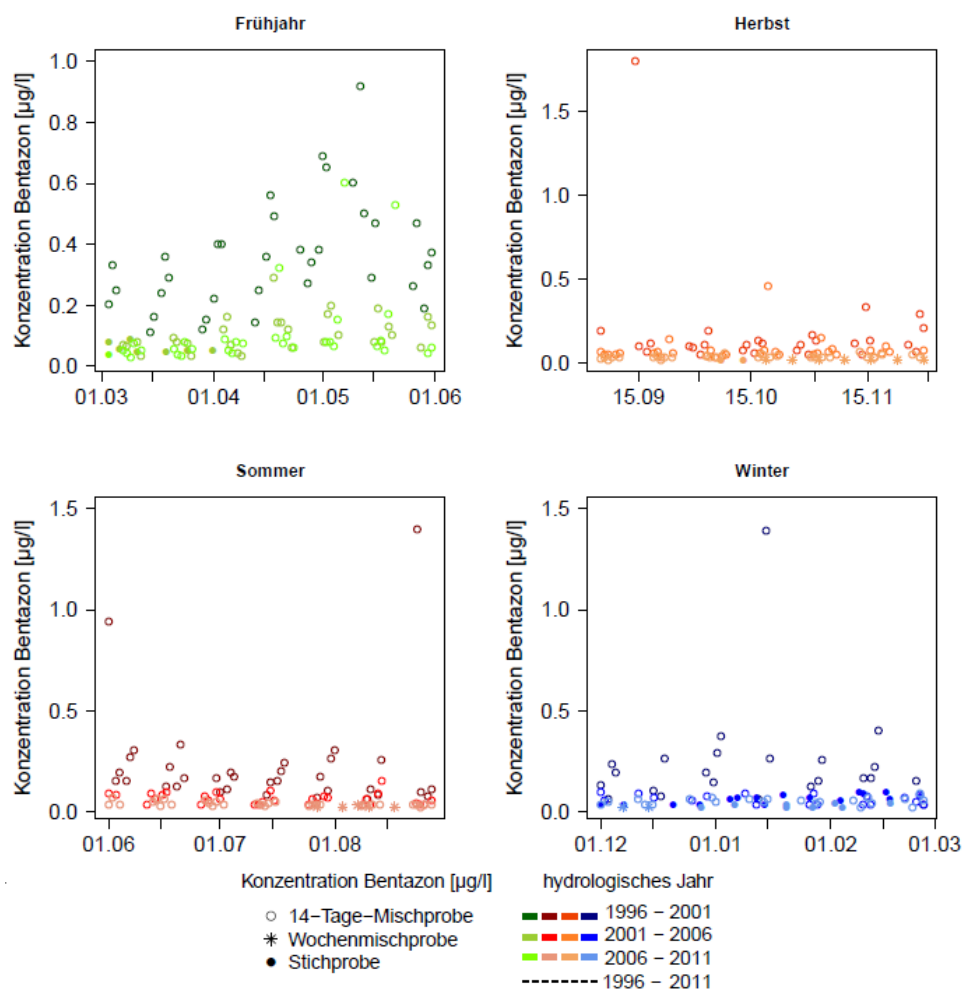 Frühjahr
Konzentration Bentazon [µg/l]
1.0
0.8
0.6
0.4
0.2
0.0
01.03
01.04
01.05
01.06
Herbst
Konzentration Bentazon [µg/l]
1.5
1.0
0.5
0.0
15.09
15.10
15.11
Sommer
Konzentration Bentazon [µg/l]
1.5
1.0
0.5
0.0
01.06
01.07
01.08
Winter
Konzentration Bentazon [µg/l]
1.5
1.0
0.5
0.0
01.12
01.01
01.02
01.03
Konzentration Bentazon [µg/l]
14−Tage−Mischprobe
Wochenmischprobe
Stichprobe
hydrologisches Jahr
1996 − 2001
2001 − 2006
2006 − 2011
1996 − 2011